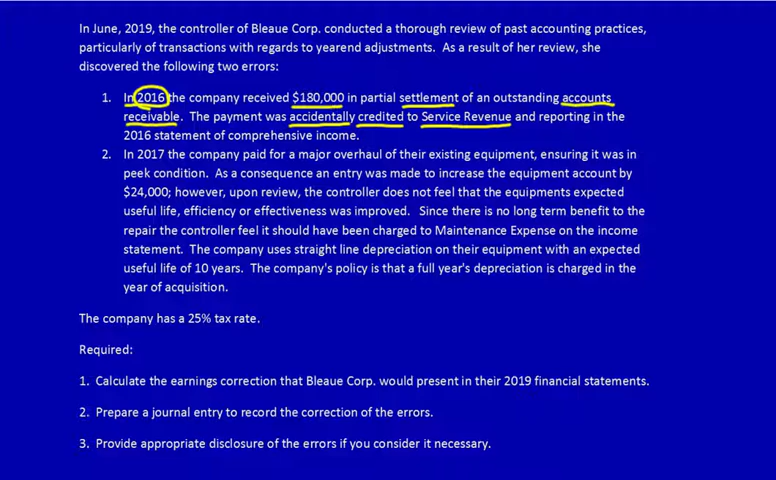 In June, 2019, the controller of Bleaue Corp. conducted a thorough review of past accounting practices,
particularly of transactions with regards to yearend adjustments. As a result of her review, she
discovered the following two errors:
1. In 2016 the company received $180,000 in partial settlement of an outstanding accounts
receivable. The payment was accidentally credited to Service Revenue and reporting in the
2016 statement of comprehensive income.
2. In 2017 the company paid for a major overhaul of their existing equipment, ensuring it was in
peek condition. As a consequence an entry was made to increase the equipment account by
$24,000; however, upon review, the controller does not feel that the equipments expected
useful life, efficiency or effectiveness was improved. Since there is no long term benefit to the
repair the controller feel it should have been charged to Maintenance Expense on the income
statement. The company uses straight line depreciation on their equipment with an expected
useful life of 10 years. The company's policy is that a full year's depreciation is charged in the
year of acquisition.
The company has a 25% tax rate.
Required:
1. Calculate the earnings correction that Bleaue Corp. would present in their 2019 financial statements.
2. Prepare a journal entry to record the correction of the errors.
3. Provide appropriate disclosure of the errors if you consider it necessary.